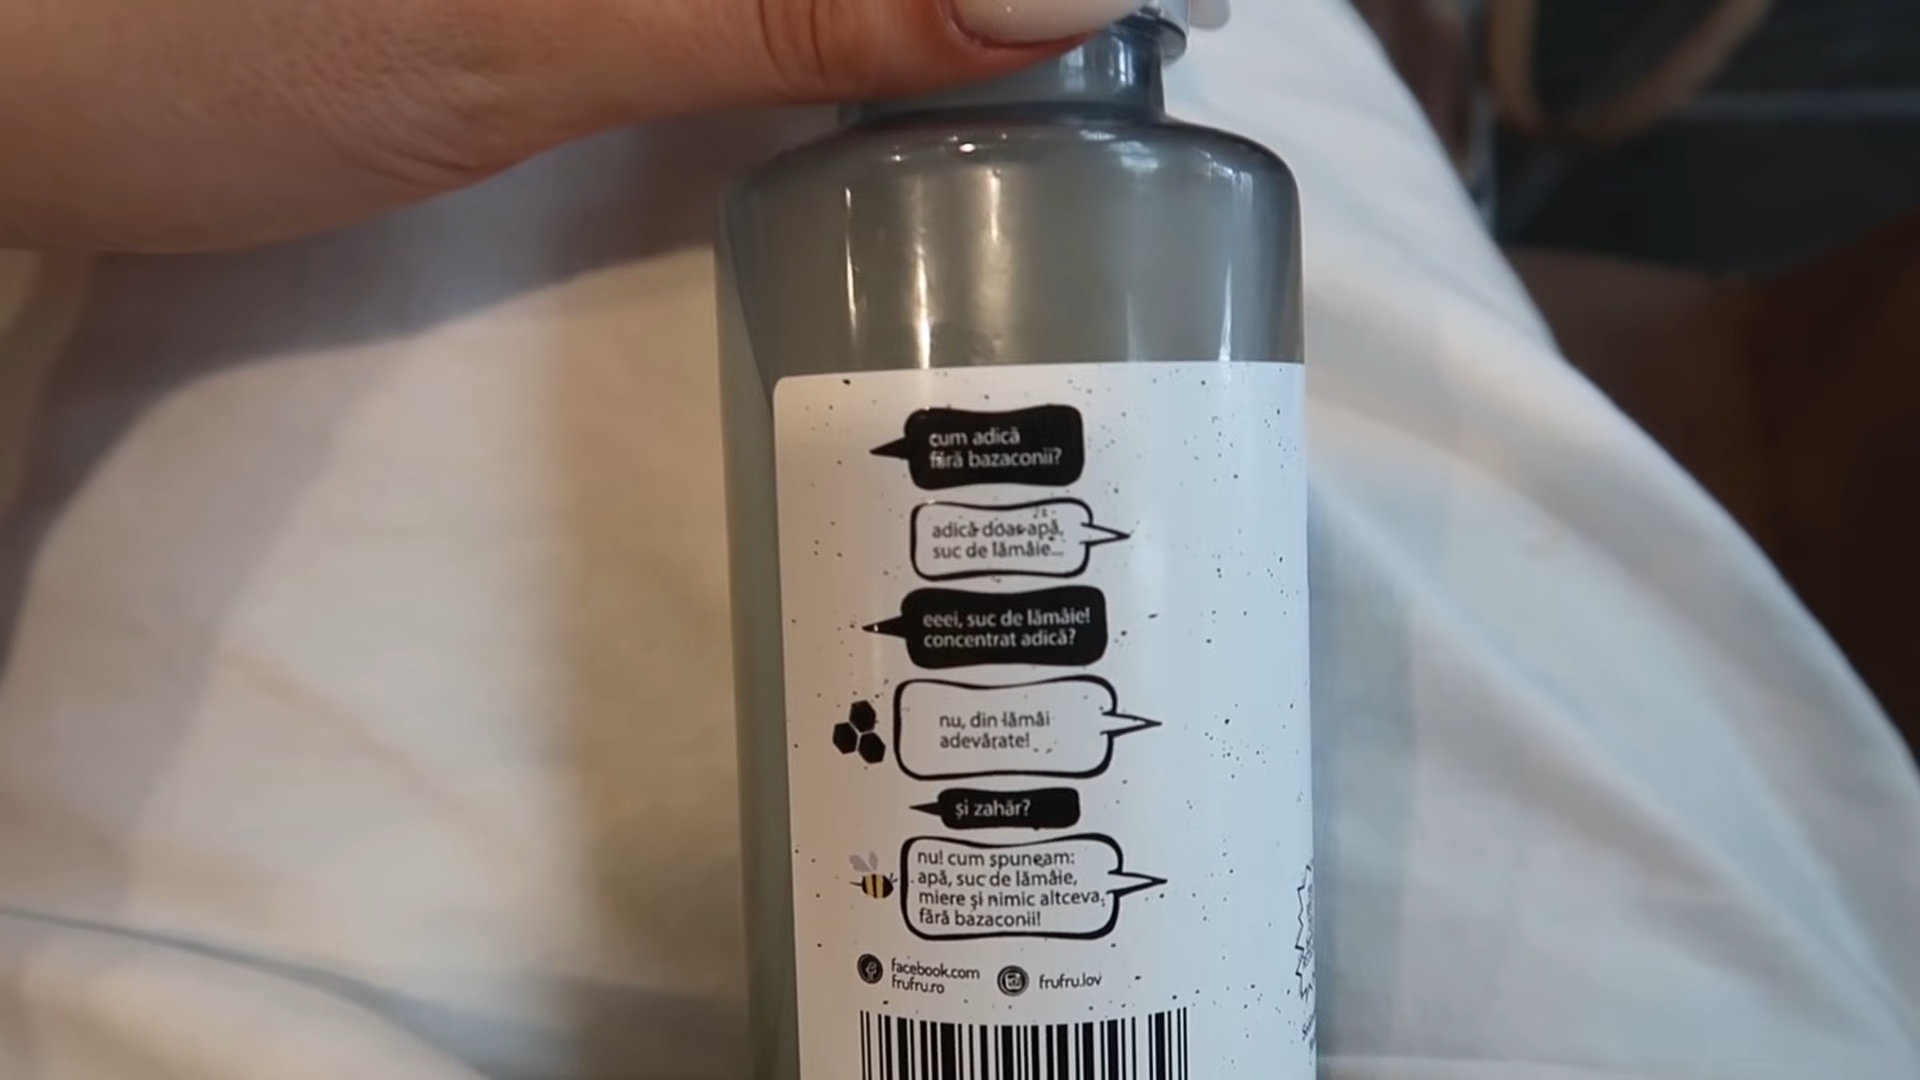 cum adică
fără bazaconii?
adică doar apă,
suc de lămâie...
eeei, suc de lămâie!
concentrat adică?
nu, din lămâi
adevărate!
și zahăr?
nu! cum spuneam:
apă, suc de lămâie,
miere și nimic altceva,
fără bazaconii!
facebook.com
frufru.ro
frufru.lov